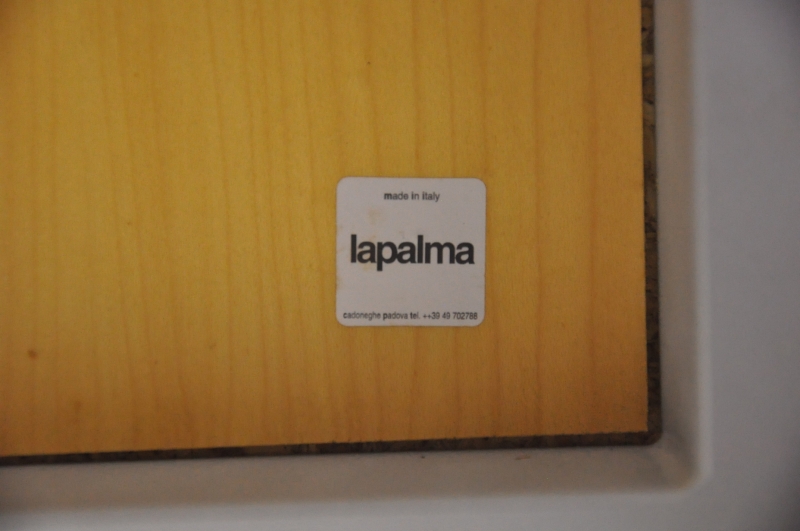 made in italy
lapalma
cadoneghe padova tel. ++39 49 702788